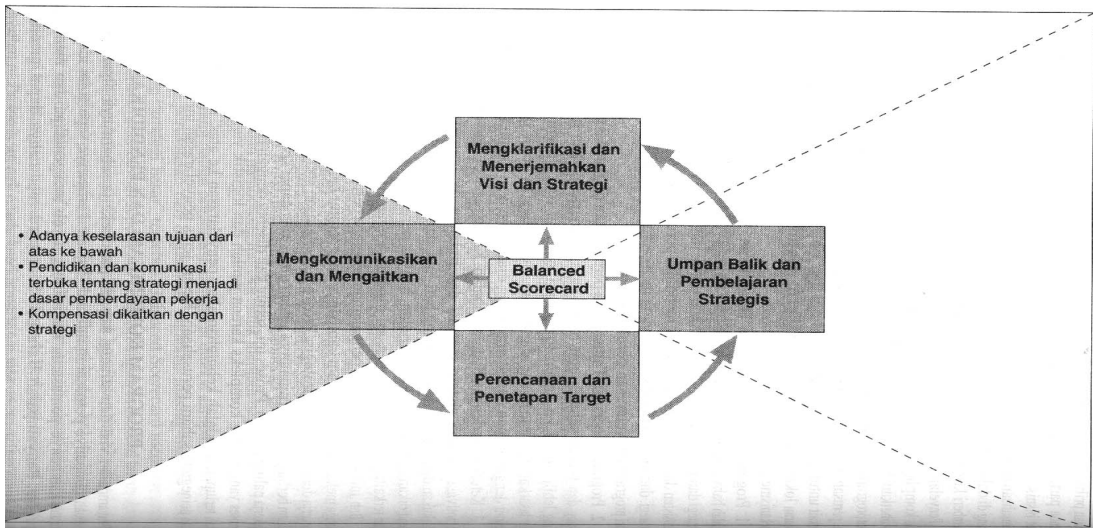 Mengklarifikasi dan
Menerjemahkan
Visi dan Strategi
• Adanya keselarasan tujuan dari
atas ke bawah
• Pendidikan dan komunikasi
terbuka tentang strategi menjadi
dasar pemberdayaan pekerja
• Kompensasi dikaitkan dengan
strategi
Mengkomunikasikan
dan Mengaitkan
Balanced
Scorecard
Umpan Balik dan
Pembelajaran
Strategis
Perencanaan dan
Penetapan Target